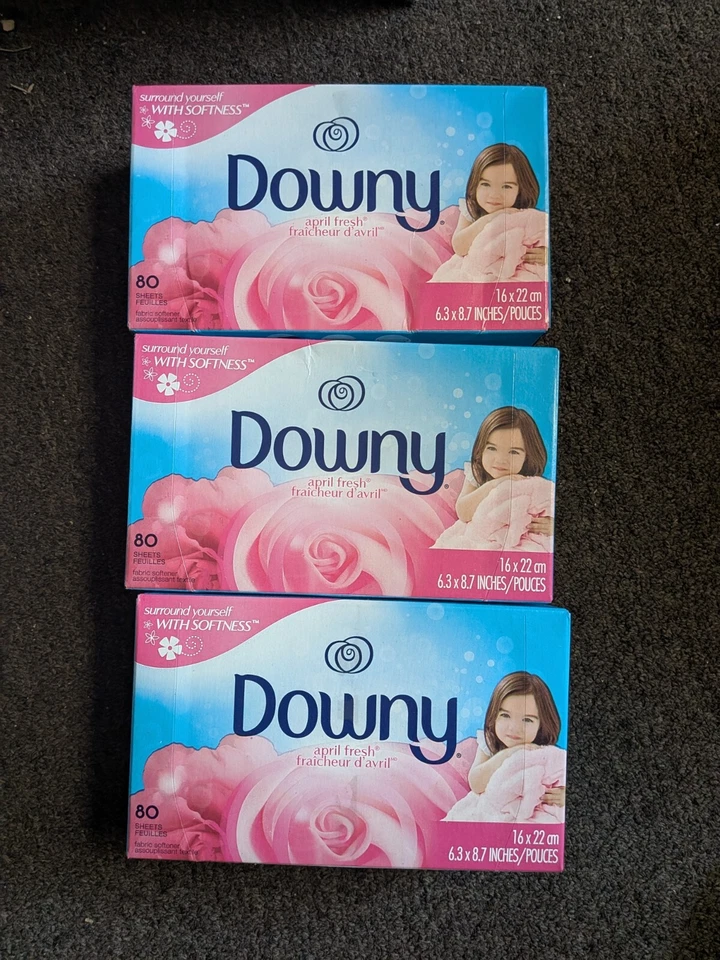 surround yourself
WITH SOFTNESS™
Downy®
april fresh®
fraîcheur d'avril™
80
SHEETS
FEUILLES
fabric softener
assouplissant textile
16 x 22 cm
6.3 x 8.7 INCHES/POUCES
surround yourself
WITH SOFTNESS™
Downy®
april fresh®
fraîcheur d'avril™
80
SHEETS
FEUILLES
fabric softener
assouplissant textile
16 x 22 cm
6.3 x 8.7 INCHES/POUCES
surround yourself
WITH SOFTNESS™
Downy®
april fresh®
fraîcheur d'avril™
80
SHEETS
FEUILLES
fabric softener
assouplissant textile
16 x 22 cm
6.3 x 8.7 INCHES/POUCES